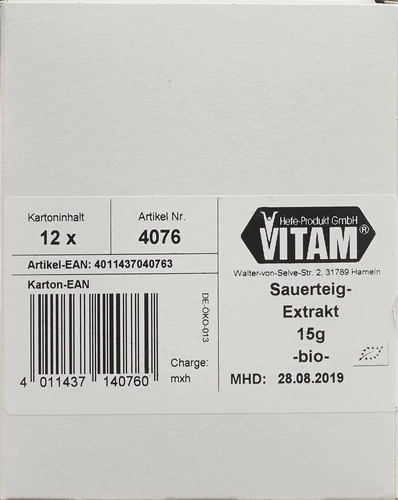 Kartoninhalt
12 x
Artikel Nr.
4076
Artikel-EAN: 4011437040763
Karton-EAN
DE-ÖKO-013
Charge:
mxh
4 011437 140760
Hefe-Produkt GmbH
VITAM®
Walter-von-Selve-Str. 2, 31789 Hameln
Sauerteig-
Extrakt
15g
-bio-
MHD: 28.08.2019